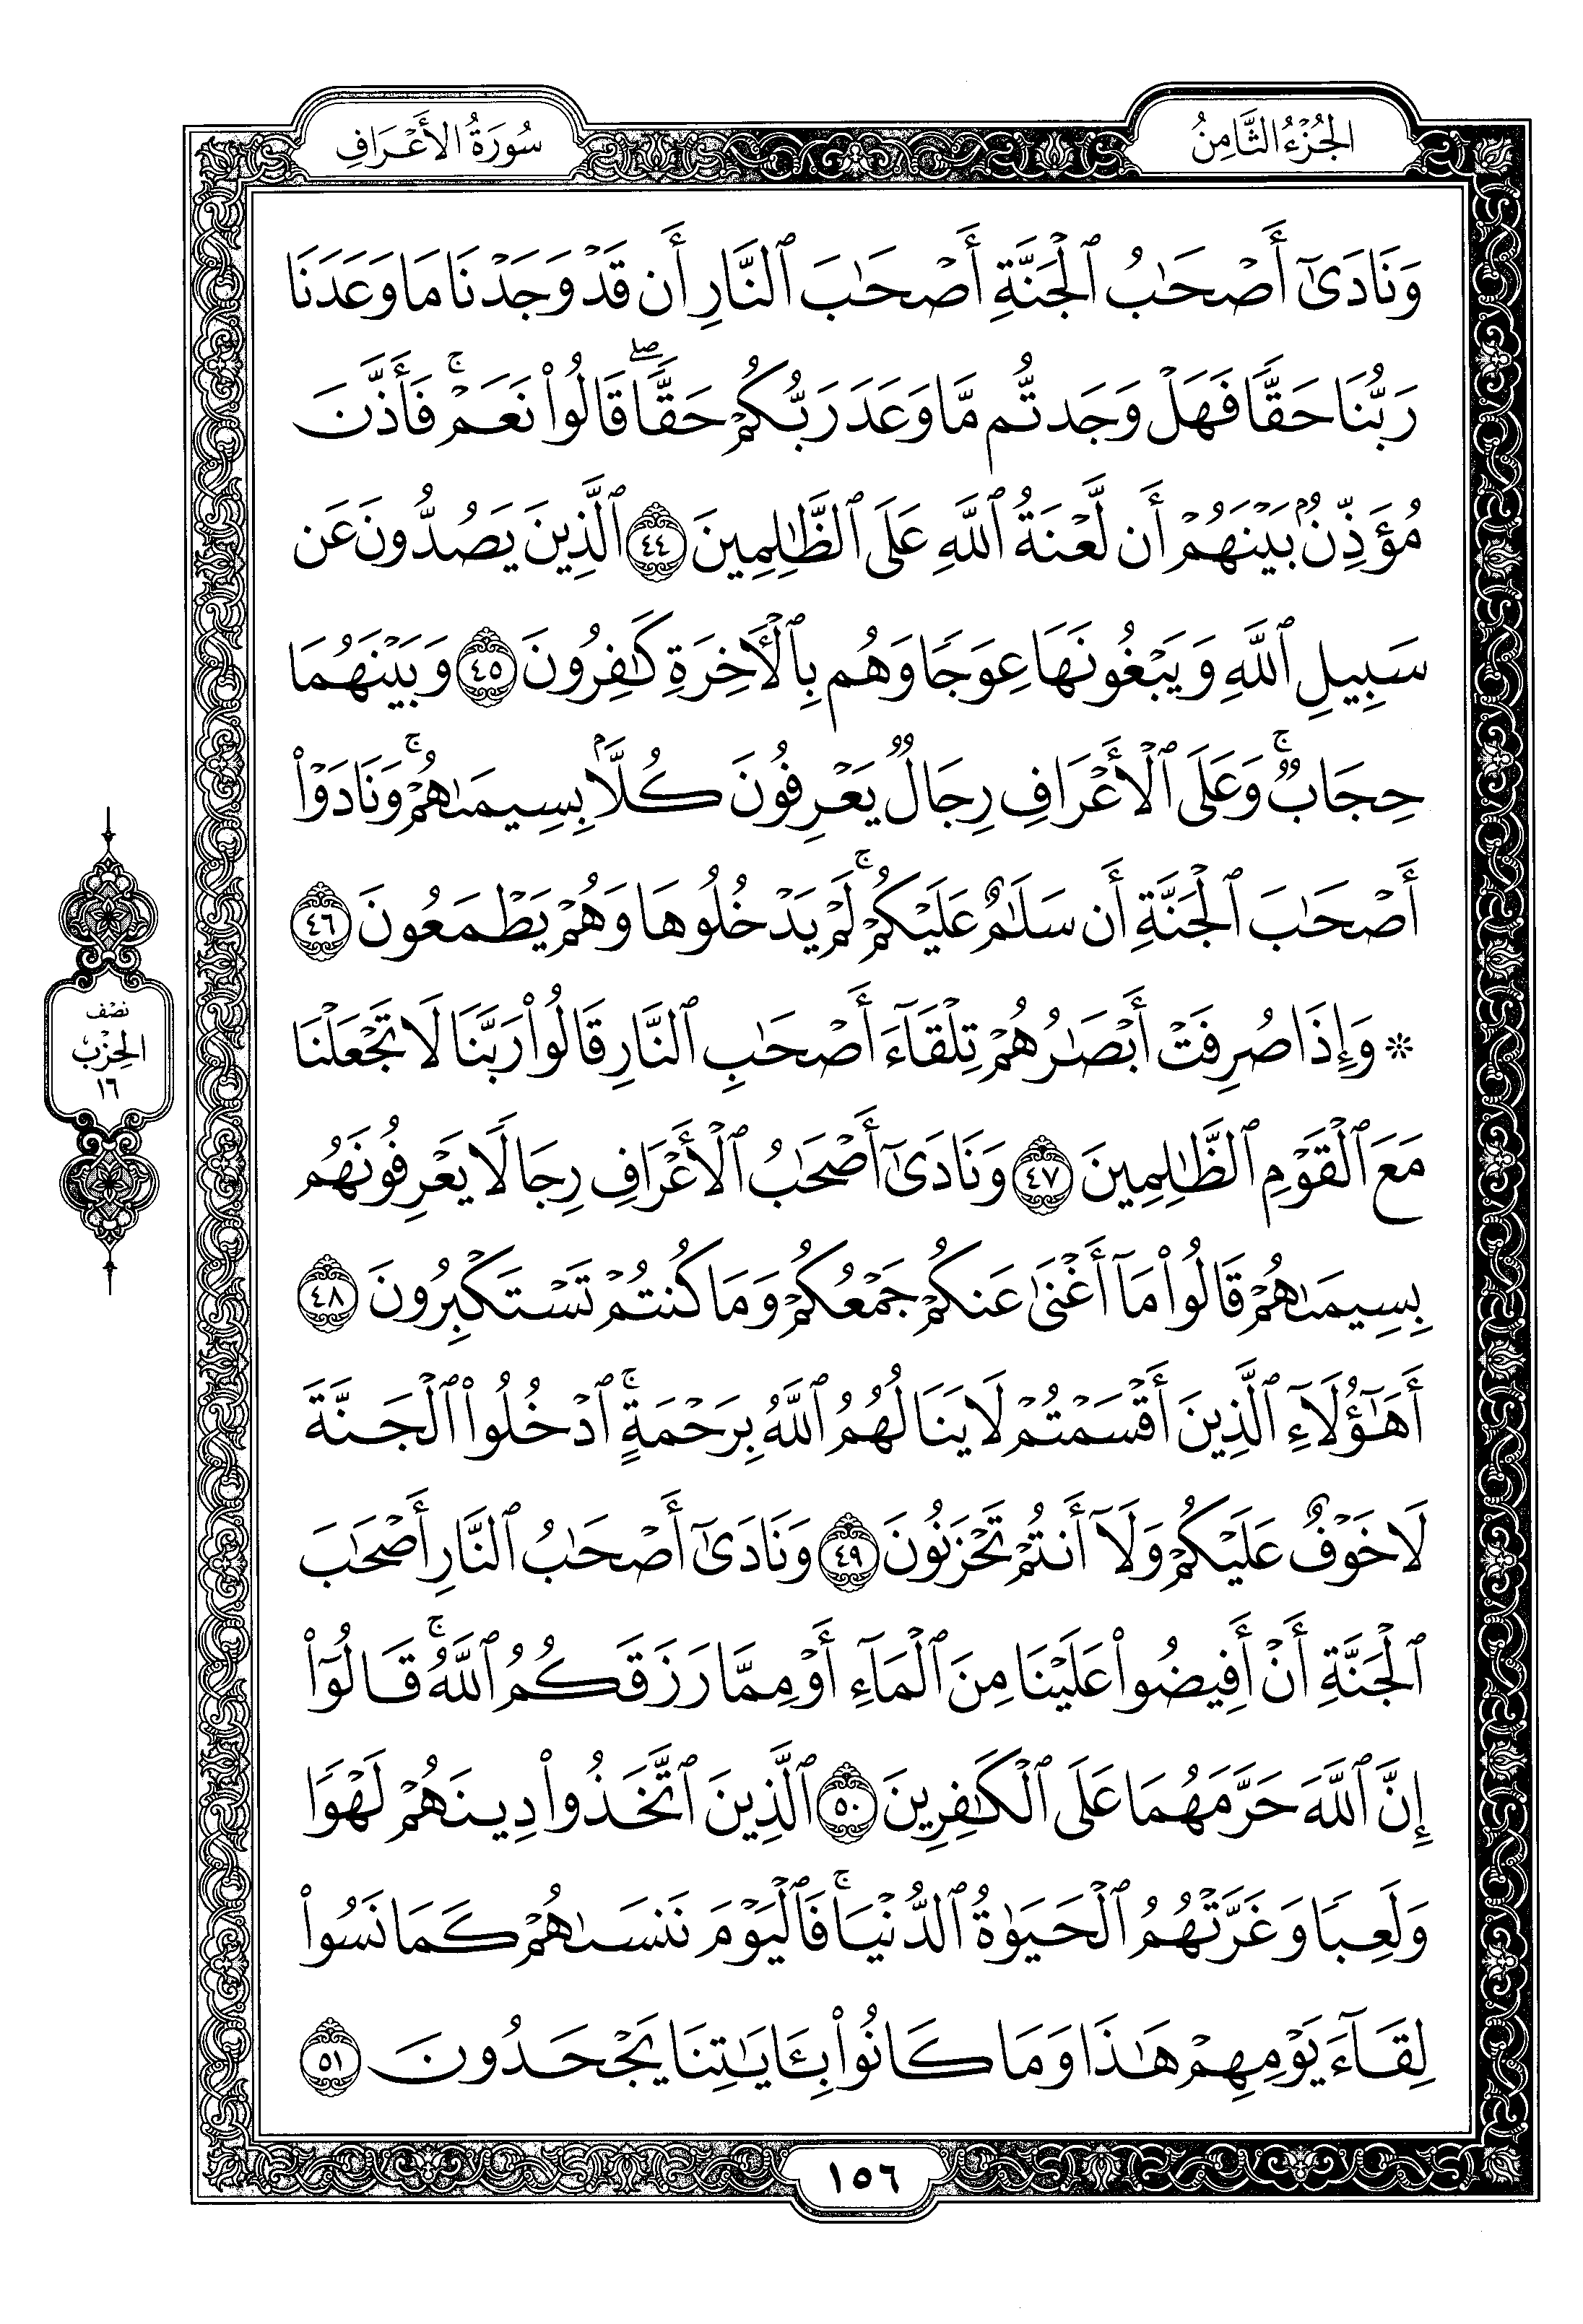 الجُزْءُ الثَّامِنُ
سُورَةُ الأَعْرَافِ
وَنَادَىٰٓ أَصْحَٰبُ ٱلْجَنَّةِ أَصْحَٰبَ ٱلنَّارِ أَن قَدْ وَجَدْنَا مَا وَعَدَنَا
رَبُّنَا حَقًّا فَهَلْ وَجَدتُّم مَّا وَعَدَ رَبُّكُمْ حَقًّاۖ قَالُوا۟ نَعَمْۚ فَأَذَّنَ
مُؤَذِّنٌۢ بَيْنَهُمْ أَن لَّعْنَةُ ٱللَّهِ عَلَى ٱلظَّٰلِمِينَ ٤٤ ٱلَّذِينَ يَصُدُّونَ عَن
سَبِيلِ ٱللَّهِ وَيَبْغُونَهَا عِوَجًا وَهُم بِٱلْءَاخِرَةِ كَٰفِرُونَ ٤٥ وَبَيْنَهُمَا
حِجَابٌۚ وَعَلَى ٱلْأَعْرَافِ رِجَالٌ يَعْرِفُونَ كُلًّۢا بِسِيمَىٰهُمْۚ وَنَادَوْا۟
أَصْحَٰبَ ٱلْجَنَّةِ أَن سَلَٰمٌ عَلَيْكُمْۚ لَمْ يَدْخُلُوهَا وَهُمْ يَطْمَعُونَ ٤٦
۞ وَإِذَا صُرِفَتْ أَبْصَٰرُهُمْ تِلْقَآءَ أَصْحَٰبِ ٱلنَّارِ قَالُوا۟ رَبَّنَا لَا تَجْعَلْنَا
مَعَ ٱلْقَوْمِ ٱلظَّٰلِمِينَ ٤٧ وَنَادَىٰٓ أَصْحَٰبُ ٱلْأَعْرَافِ رِجَالًا يَعْرِفُونَهُم
بِسِيمَىٰهُمْ قَالُوا۟ مَآ أَغْنَىٰ عَنكُمْ جَمْعُكُمْ وَمَا كُنتُمْ تَسْتَكْبِرُونَ ٤٨
أَهَٰٓؤُلَآءِ ٱلَّذِينَ أَقْسَمْتُمْ لَا يَنَالُهُمُ ٱللَّهُ بِرَحْمَةٍۚ ٱدْخُلُوا۟ ٱلْجَنَّةَ
لَا خَوْفٌ عَلَيْكُمْ وَلَآ أَنتُمْ تَحْزَنُونَ ٤٩ وَنَادَىٰٓ أَصْحَٰبُ ٱلنَّارِ أَصْحَٰبَ
ٱلْجَنَّةِ أَنْ أَفِيضُوا۟ عَلَيْنَا مِنَ ٱلْمَآءِ أَوْ مِمَّا رَزَقَكُمُ ٱللَّهُۚ قَالُوٓا۟
إِنَّ ٱللَّهَ حَرَّمَهُمَا عَلَى ٱلْكَٰفِرِينَ ٥٠ ٱلَّذِينَ ٱتَّخَذُوا۟ دِينَهُمْ لَهْوًا
وَلَعِبًا وَغَرَّتْهُمُ ٱلْحَيَوٰةُ ٱلدُّنْيَاۚ فَٱلْيَوْمَ نَنسَىٰهُمْ كَمَا نَسُوا۟
لِقَآءَ يَوْمِهِمْ هَٰذَا وَمَا كَانُوا۟ بِـَٔايَٰتِنَا يَجْحَدُونَ ٥١
نِصْف
الحِزْب
١٦
١٥٦